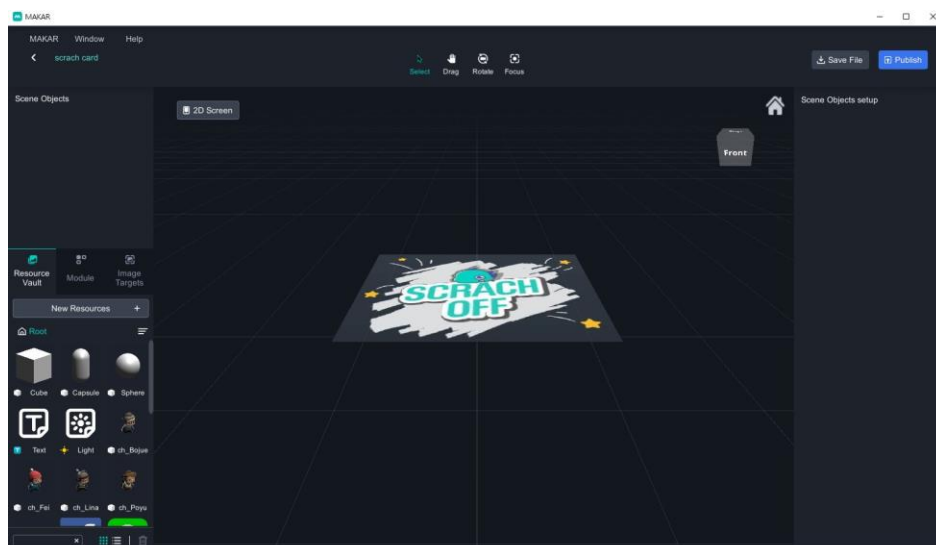 MAKAR
MAKAR Window Help
scrach card
Select Drag Rotate Focus
Save File
Publish
Scene Objects
2D Screen
Front
Scene Objects setup
SCRACH
OFF
Resource
Vault
Module
Image
Targets
New Resources +
Root
Cube Capsule Sphere
Text Light ch_Bojue
ch_Fei ch_Lina ch_Poyu